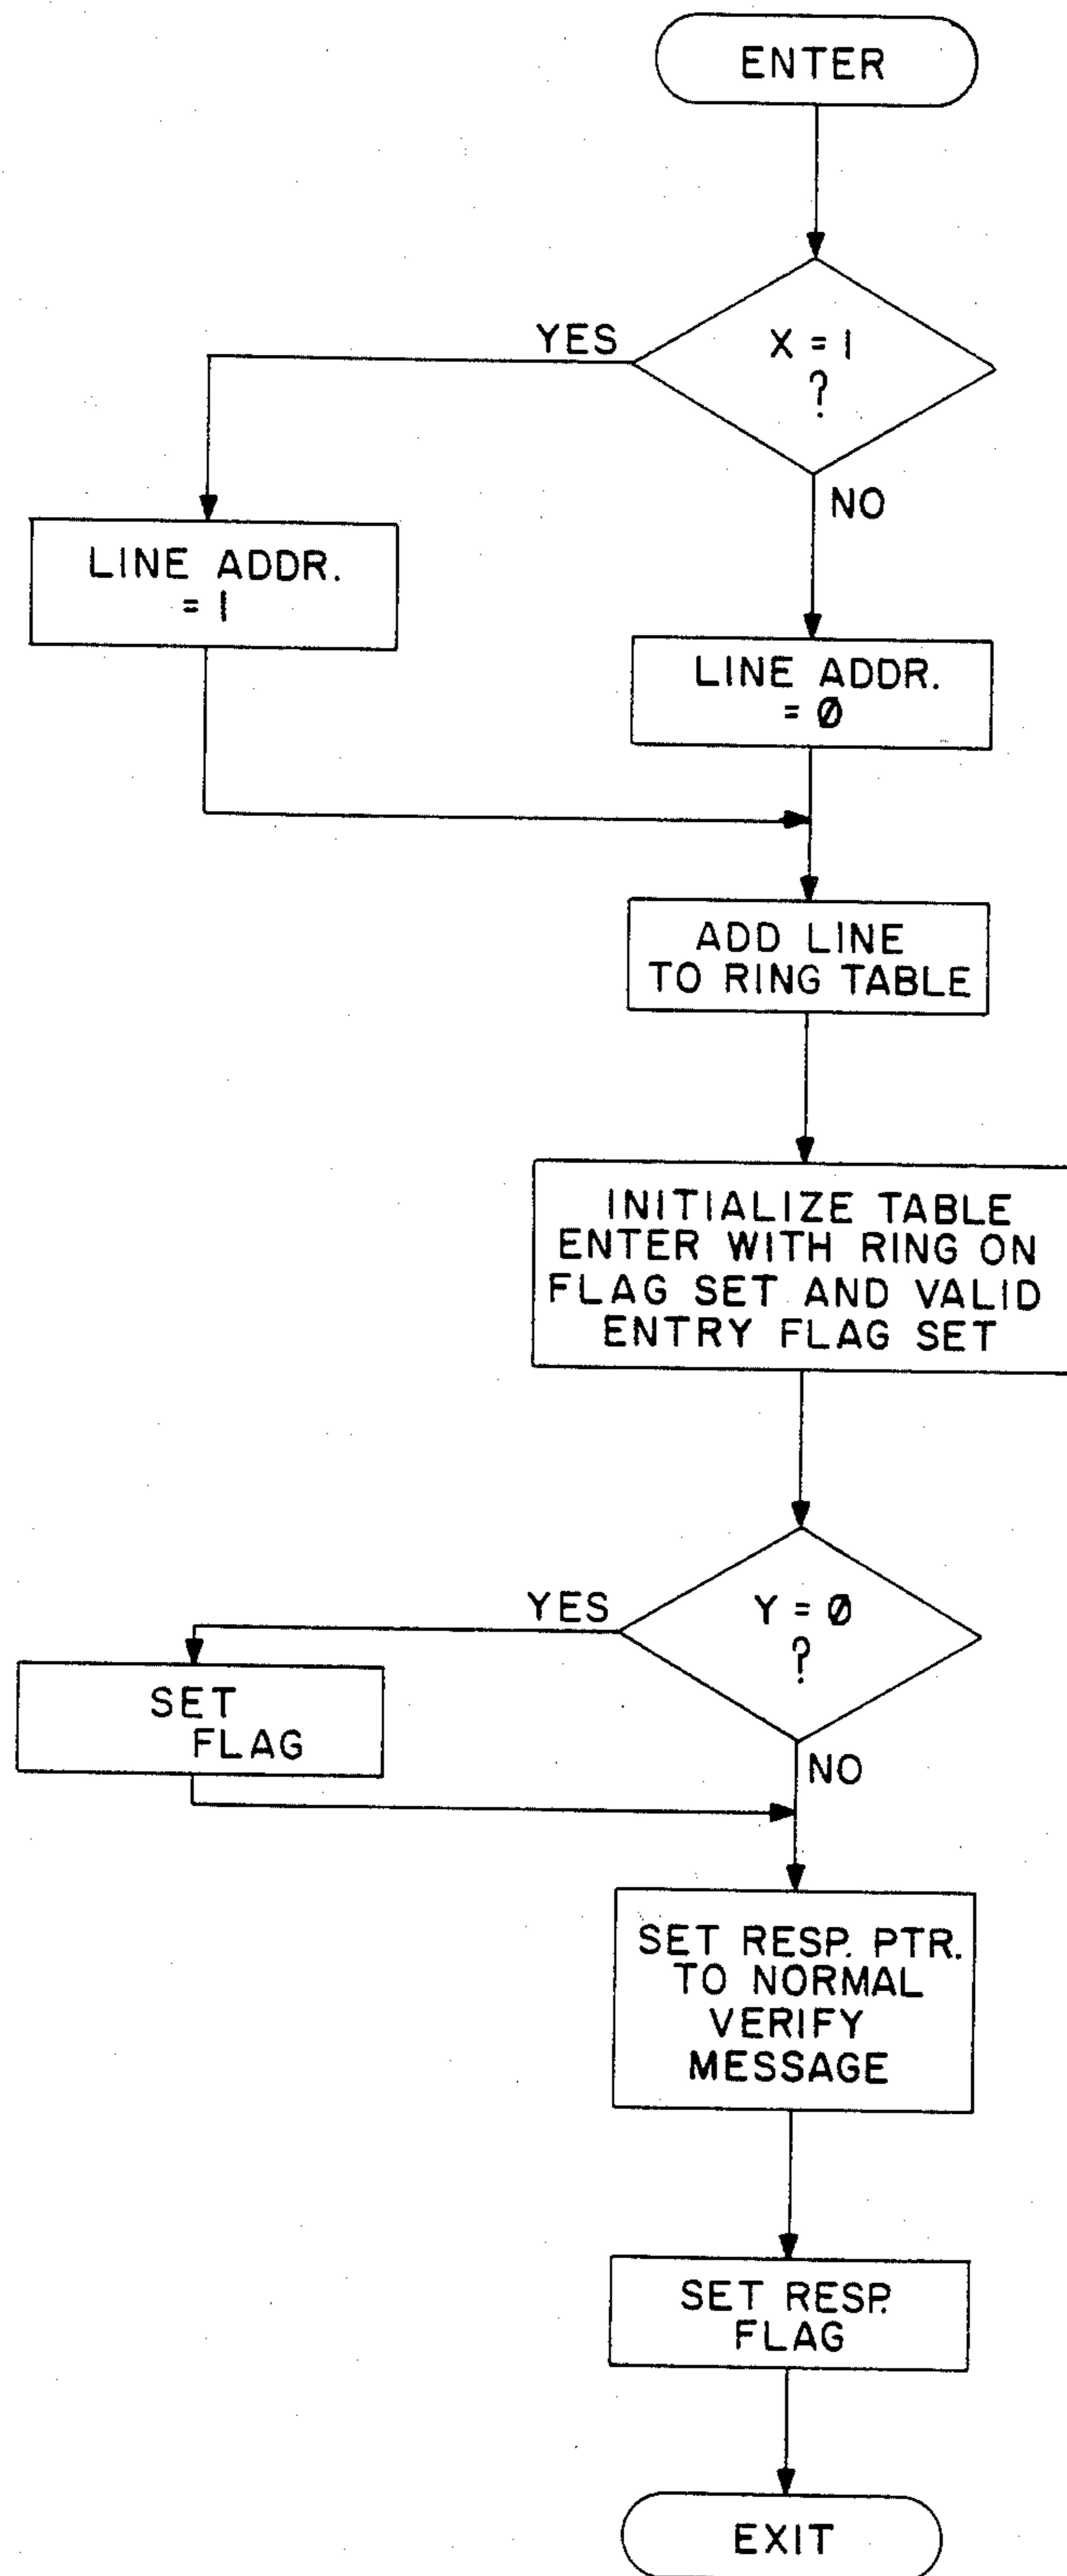 ENTER
X = 1
?
YES
NO
LINE ADDR.
= 1
LINE ADDR.
= Ø
ADD LINE
TO RING TABLE
INITIALIZE TABLE
ENTER WITH RING ON
FLAG SET AND VALID
ENTRY FLAG SET
Y = Ø
?
YES
NO
SET
FLAG
SET RESP. PTR.
TO NORMAL
VERIFY
MESSAGE
SET RESP.
FLAG
EXIT